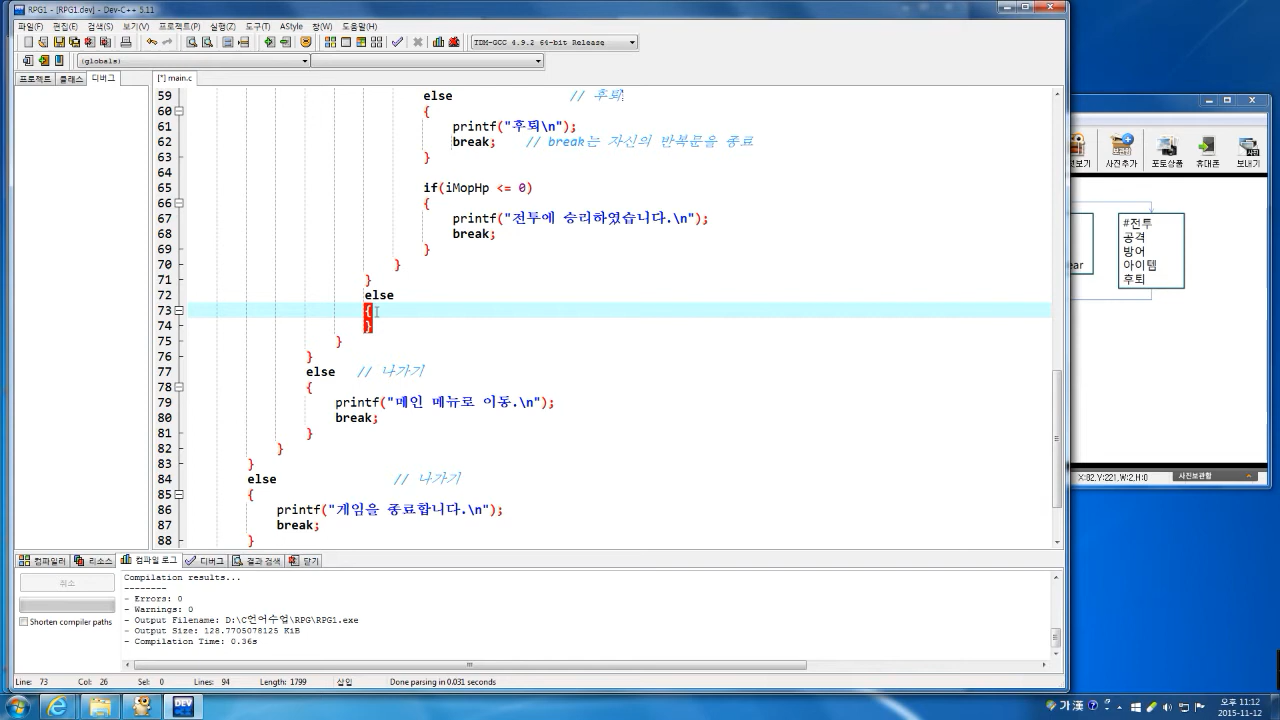 RPG1 - [RPG1.dev] - Dev-C++ 5.11
파일(F) 편집(E) 검색(S) 보기(V) 프로젝트(P) 실행(Z) 도구(T) AStyle 창(W) 도움말(H)
TDM-GCC 4.9.2 64-bit Release
(globals)
프로젝트 클래스 디버그
[*] main.c
59 else // 후퇴
60 {
61 printf("후퇴\n");
62 break; // break는 자신의 반복문을 종료
63 }
64
65 if(iMopHp <= 0)
66 {
67 printf("전투에 승리하였습니다.\n");
68 break;
69 }
70 }
71 }
72 else
73 {
74 }
75 }
76 }
77 else // 나가기
78 {
79 printf("메인 메뉴로 이동.\n");
80 break;
81 }
82 }
83 }
84 else // 나가기
85 {
86 printf("게임을 종료합니다.\n");
87 break;
88 }
컴파일러 리소스 컴파일 로그 디버그 결과 검색 닫기
취소
Shorten compiler paths
Compilation results...
--------
- Errors: 0
- Warnings: 0
- Output Filename: D:\C언어수업\RPG\RPG1.exe
- Output Size: 128.7705078125 KiB
- Compilation Time: 0.36s
Line: 73 Col: 26 Sel: 0 Lines: 94 Length: 1799 삽입 Done parsing in 0.031 seconds
사진추가 포토상품 휴대폰 보내기
#전투
공격
방어
아이템
후퇴
X:82,Y:221,W:2,H:0 사진보관함
DEV
가 漢
오후 11:12
2015-11-12